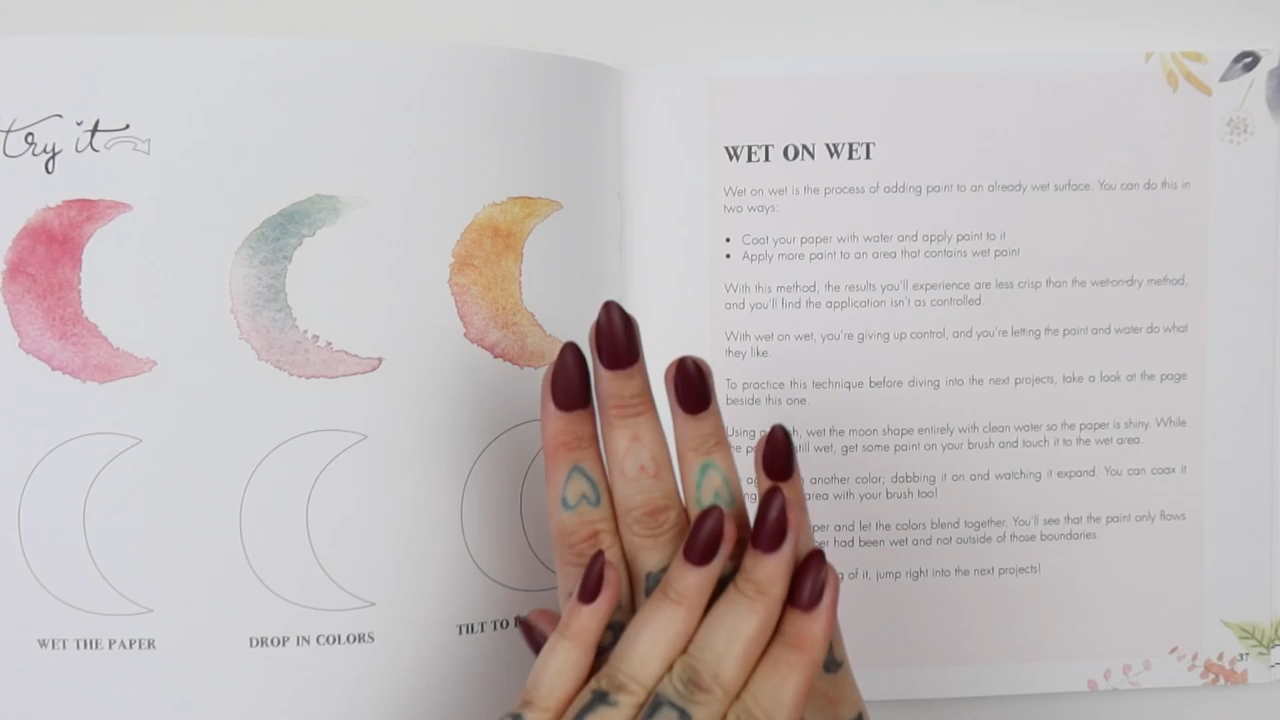 try it
WET THE PAPER
DROP IN COLORS
TILT TO
WET ON WET
Wet on wet is the process of adding paint to an already wet surface. You can do this in
two ways:
• Coat your paper with water and apply paint to it
• Apply more paint to an area that contains wet paint
With this method, the results you'll experience are less crisp than the wet-on-dry method,
and you'll find the application isn't as controlled.
With wet on wet, you're giving up control, and you're letting the paint and water do what
they like.
To practice this technique before diving into the next projects, take a look at the page
beside this one.
Using a wet the moon shape entirely with clean water so the paper is shiny. While
still wet, get some paint on your brush and touch it to the wet area.
another color; dabbing it on and watching it expand. You can coax it
area with your brush too!
and let the colors blend together. You'll see that the paint only flows
had been wet and not outside of those boundaries.
of it, jump right into the next projects!
37